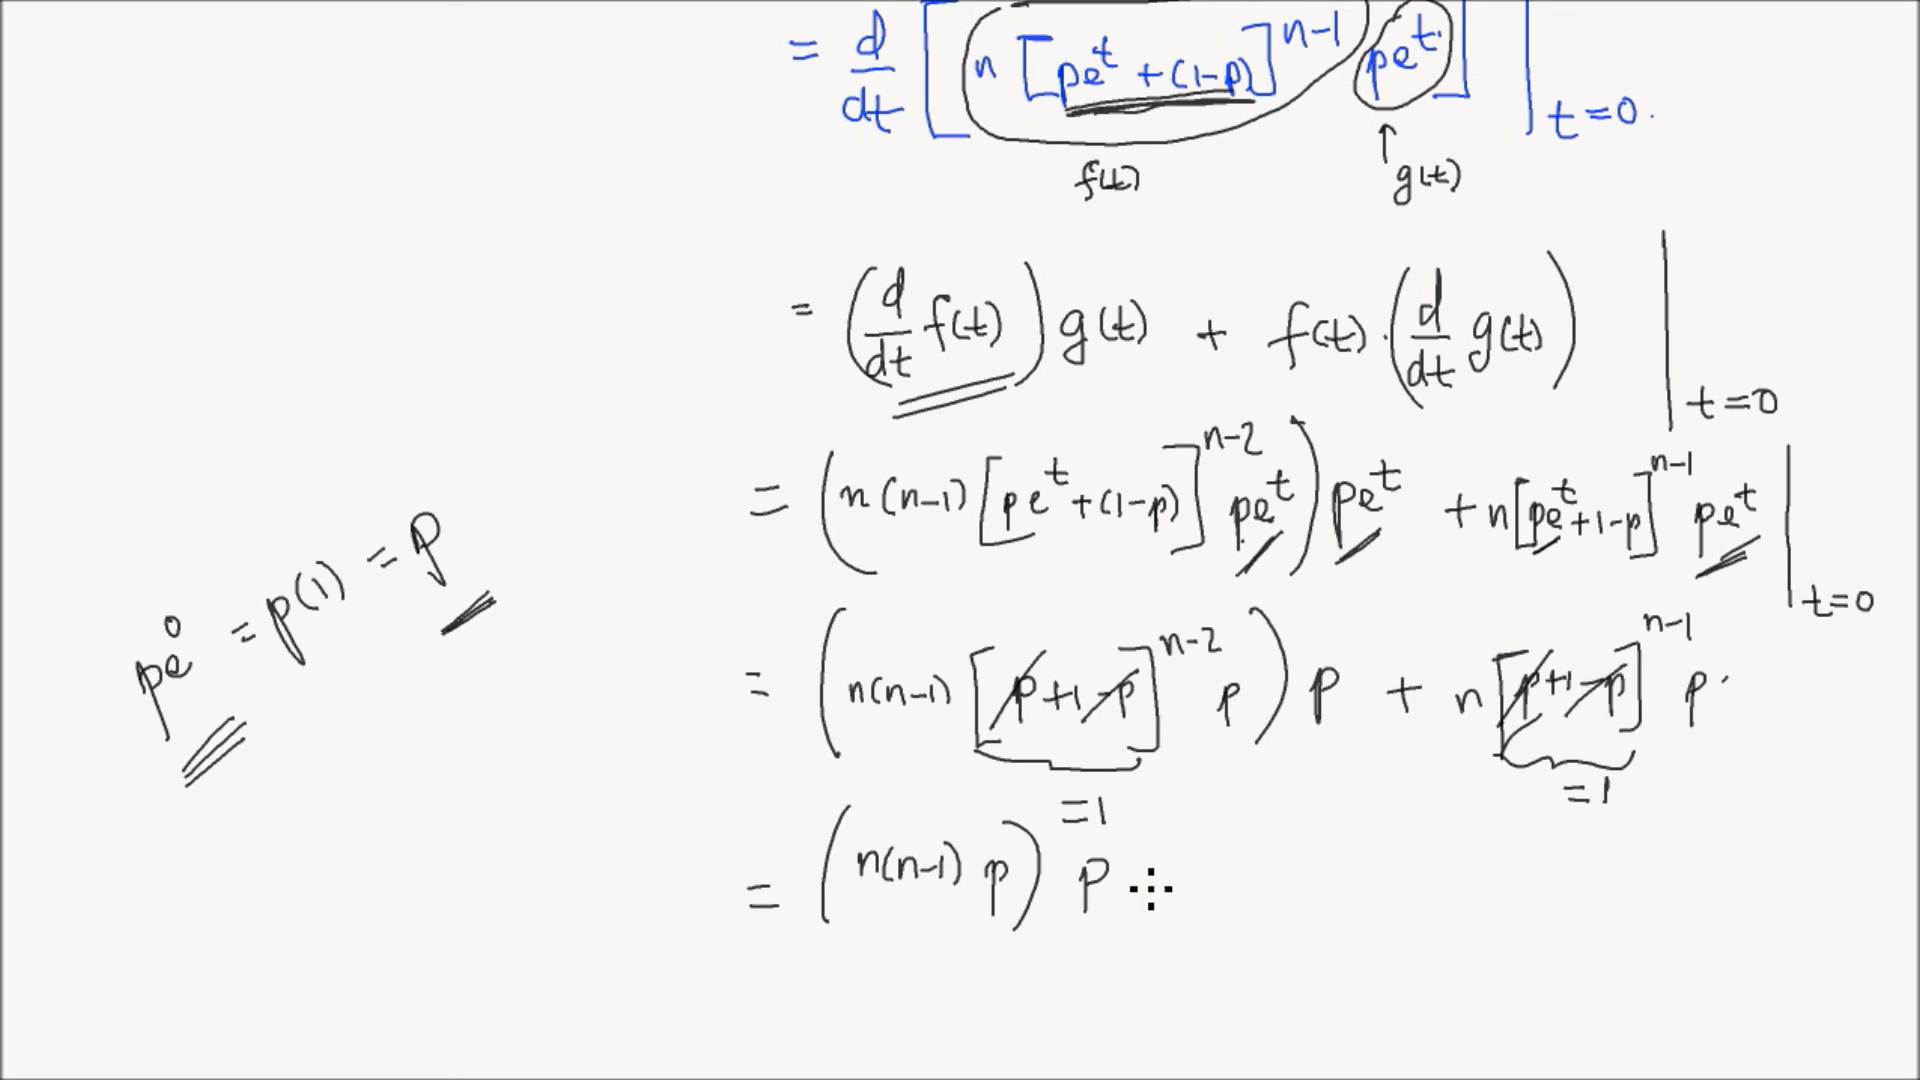 = d/dt [ n [pe^t + (1-p)]^{n-1} pe^t ] |_{t=0.}
f(t) ↑ g(t)
= (d/dt f(t)) g(t) + f(t) · (d/dt g(t)) |_{t=0}
= (n(n-1) [pe^t + (1-p)]^{n-2} pe^t) pe^t + n[pe^t + 1-p]^{n-1} pe^t |_{t=0}
pe^0 = p(1) = p
= (n(n-1) [p+1-p]^{n-2} p) p + n [p+1-p]^{n-1} p.
=1 =1
= (n(n-1) p) p